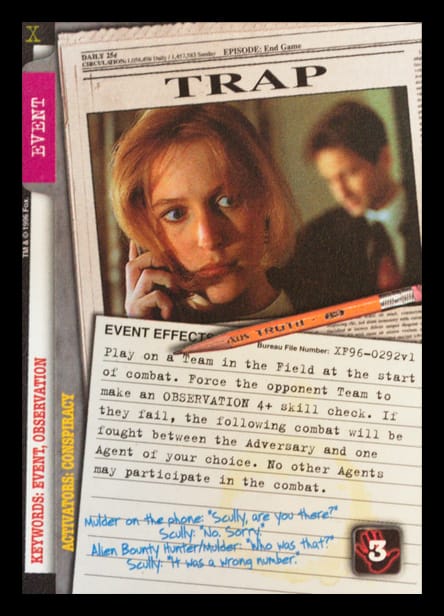 X
EVENT
TM & © 1996 Fox.
KEYWORDS: EVENT, OBSERVATION
ACTIVATORS: CONSPIRACY
DAILY 25¢
EPISODE: End Game
TRAP
TRUTH
EVENT EFFECTS
Bureau File Number: XF96-0292v1
Play on a Team in the Field at the start
of combat. Force the opponent Team to
make an OBSERVATION 4+ skill check. If
they fail, the following combat will be
fought between the Adversary and one
Agent of your choice. No other Agents
may participate in the combat.
Mulder on the phone: "Scully, are you there?"
Scully: "No. Sorry."
Alien Bounty Hunter/Mulder: "Who was that?"
Scully: "It was a wrong number."
3